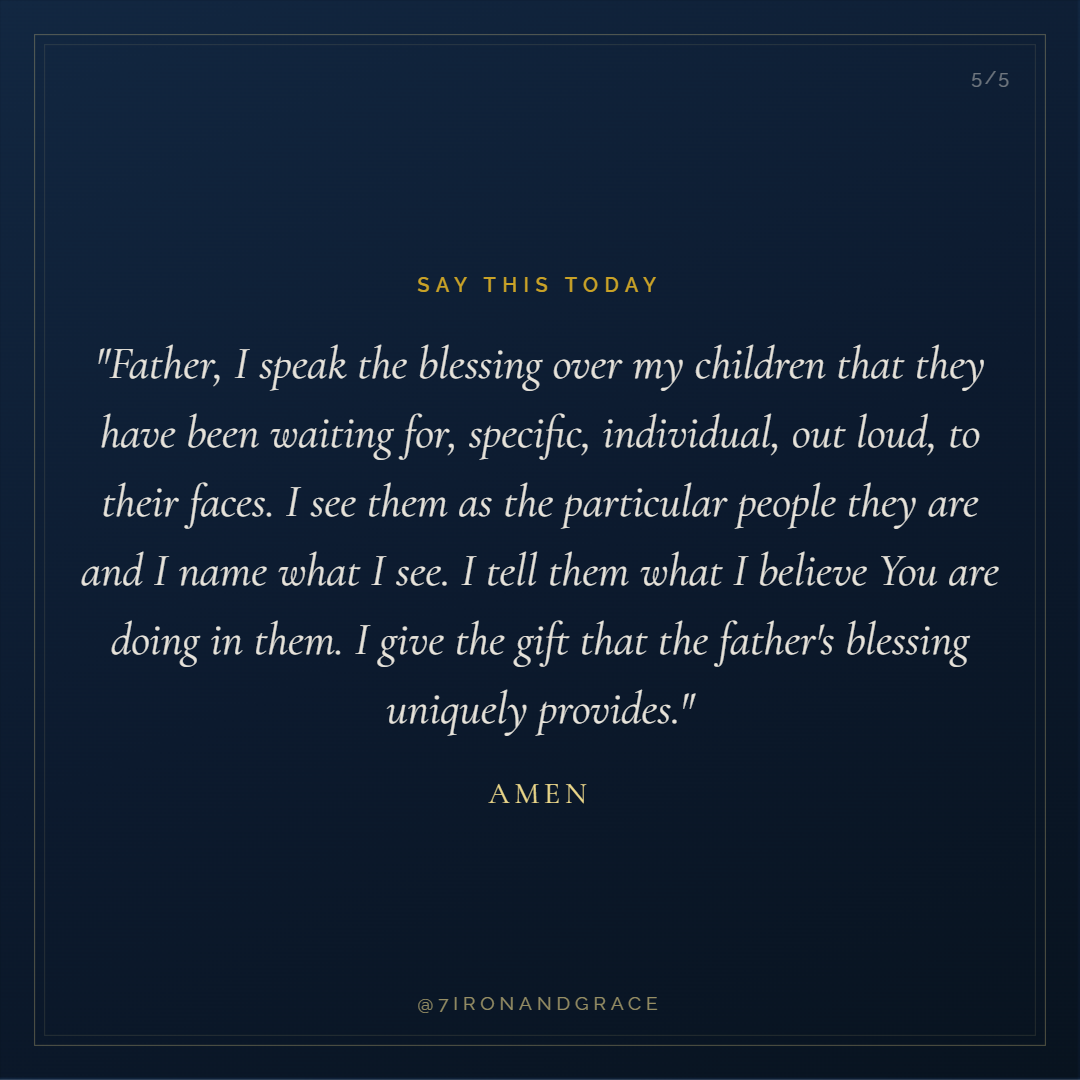 5/5
SAY THIS TODAY
"Father, I speak the blessing over my children that they
have been waiting for, specific, individual, out loud, to
their faces. I see them as the particular people they are
and I name what I see. I tell them what I believe You are
doing in them. I give the gift that the father's blessing
uniquely provides."
AMEN
@7IRONANDGRACE